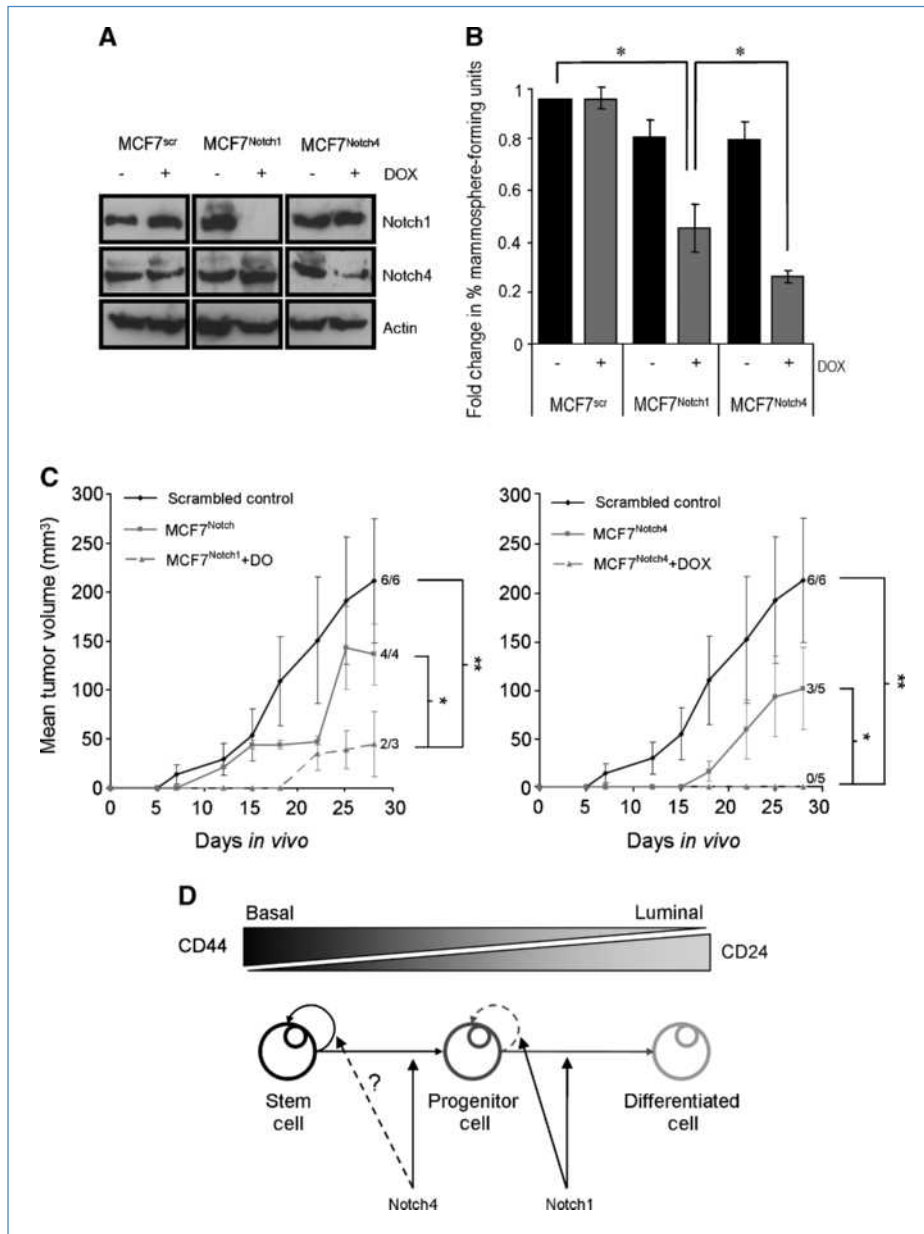 A
MCF7scr MCF7Notch1 MCF7Notch4
- + - + - + DOX
Notch1
Notch4
Actin
B
* *
Fold change in % mammosphere-forming units
1
0.8
0.6
0.4
0.2
0
- + - + - + DOX
MCF7scr MCF7Notch1 MCF7Notch4
C
Mean tumor volume (mm3)
300
250
200
150
100
50
0
Scrambled control
MCF7Notch
MCF7Notch1+DO
6/6
4/4
2/3
*
**
0 5 10 15 20 25 30
Days in vivo
300
250
200
150
100
50
0
Scrambled control
MCF7Notch4
MCF7Notch4+DOX
6/6
3/5
0/5
*
**
0 5 10 15 20 25 30
Days in vivo
D
Basal Luminal
CD44 CD24
?
Stem cell
Progenitor cell
Differentiated cell
Notch4 Notch1